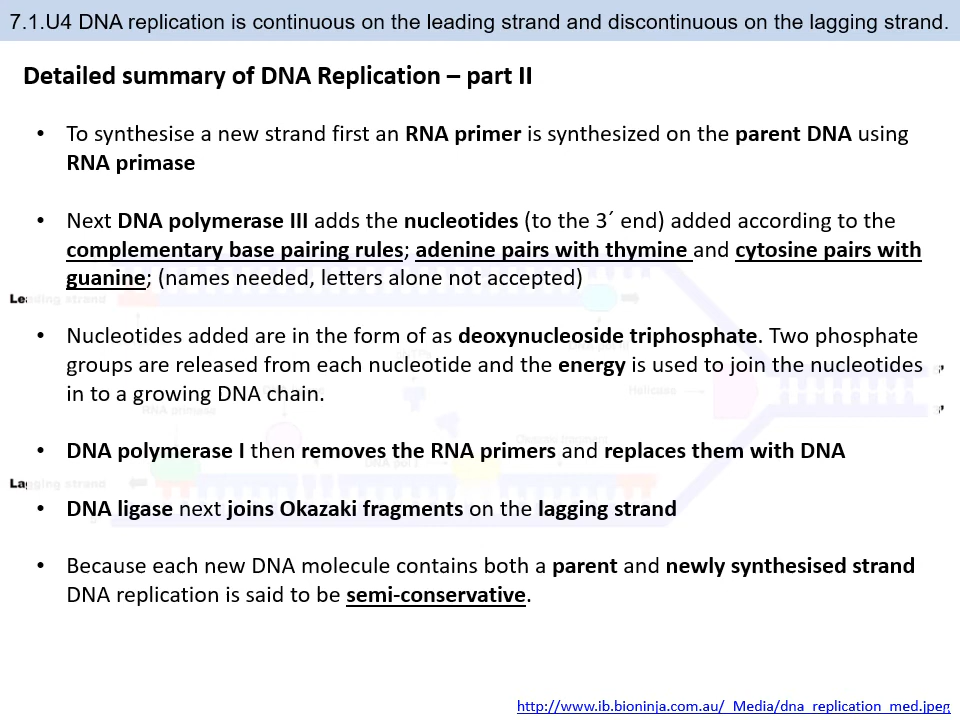 7.1.U4 DNA replication is continuous on the leading strand and discontinuous on the lagging strand.
Detailed summary of DNA Replication – part II
• To synthesise a new strand first an RNA primer is synthesized on the parent DNA using
RNA primase
• Next DNA polymerase III adds the nucleotides (to the 3´ end) added according to the
complementary base pairing rules; adenine pairs with thymine and cytosine pairs with
guanine; (names needed, letters alone not accepted)
Leading strand
• Nucleotides added are in the form of as deoxynucleoside triphosphate. Two phosphate
groups are released from each nucleotide and the energy is used to join the nucleotides
in to a growing DNA chain.
Helicase
RNA primase
• DNA polymerase I then removes the RNA primers and replaces them with DNA
Lagging strand
• DNA ligase next joins Okazaki fragments on the lagging strand
• Because each new DNA molecule contains both a parent and newly synthesised strand
DNA replication is said to be semi-conservative.
http://www.ib.bioninja.com.au/_Media/dna_replication_med.jpeg